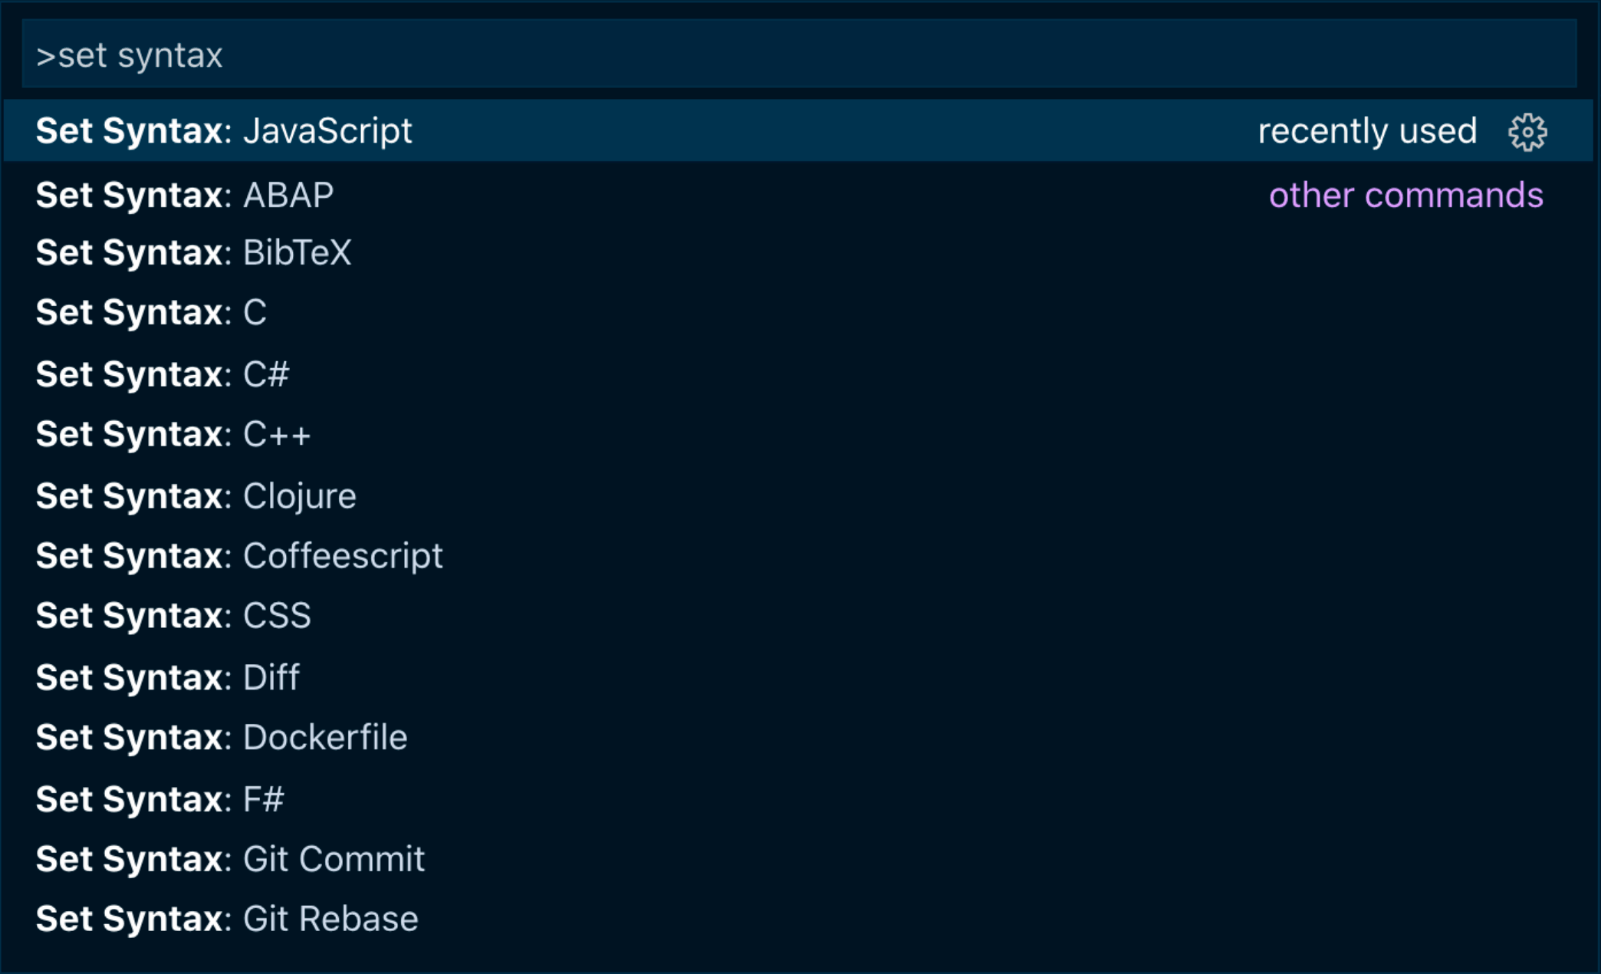 >set syntax
Set Syntax: JavaScript recently used
Set Syntax: ABAP other commands
Set Syntax: BibTeX
Set Syntax: C
Set Syntax: C#
Set Syntax: C++
Set Syntax: Clojure
Set Syntax: Coffeescript
Set Syntax: CSS
Set Syntax: Diff
Set Syntax: Dockerfile
Set Syntax: F#
Set Syntax: Git Commit
Set Syntax: Git Rebase